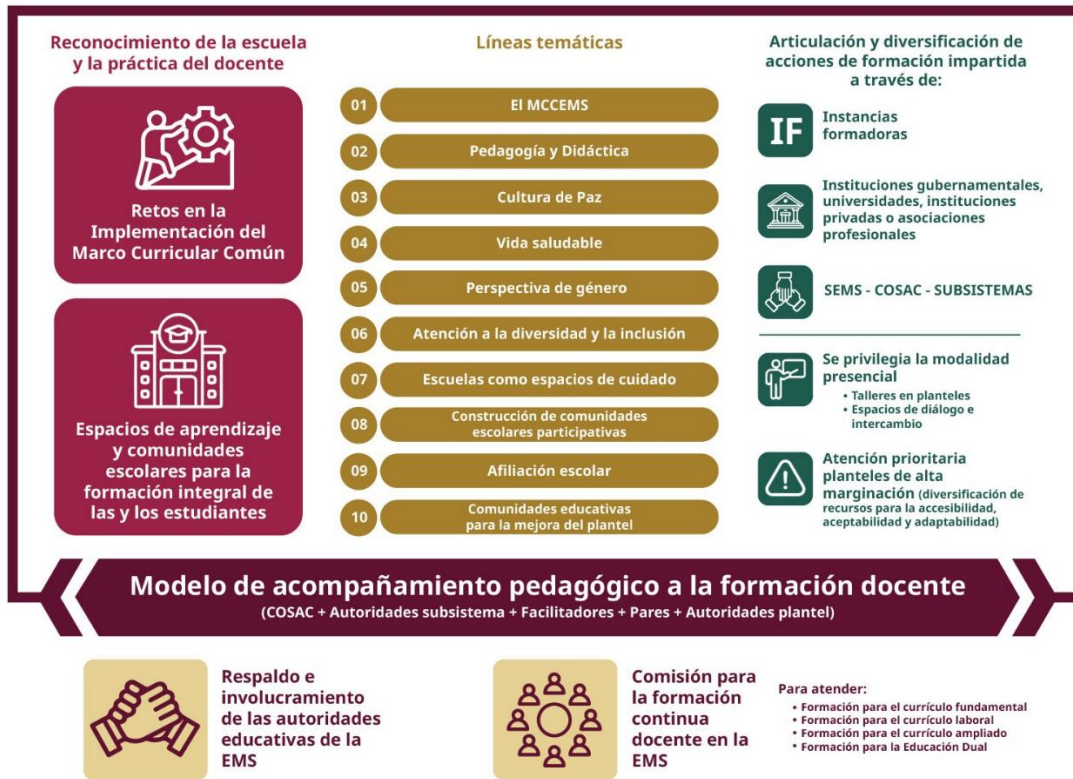 Reconocimiento de la escuela
y la práctica del docente
Retos en la
Implementación del
Marco Curricular Común
Espacios de aprendizaje
y comunidades
escolares para la
formación integral de
las y los estudiantes
Líneas temáticas
01 El MCCEMS
02 Pedagogía y Didáctica
03 Cultura de Paz
04 Vida saludable
05 Perspectiva de género
06 Atención a la diversidad y la inclusión
07 Escuelas como espacios de cuidado
08 Construcción de comunidades
escolares participativas
09 Afiliación escolar
10 Comunidades educativas
para la mejora del plantel
Articulación y diversificación de
acciones de formación impartida
a través de:
IF Instancias
formadoras
Instituciones gubernamentales,
universidades, instituciones
privadas o asociaciones
profesionales
SEMS - COSAC - SUBSISTEMAS
Se privilegia la modalidad
presencial
• Talleres en planteles
• Espacios de diálogo e
intercambio
Atención prioritaria
planteles de alta
marginación (diversificación de
recursos para la accesibilidad,
aceptabilidad y adaptabilidad)
Modelo de acompañamiento pedagógico a la formación docente
(COSAC + Autoridades subsistema + Facilitadores + Pares + Autoridades plantel)
Respaldo e
involucramiento
de las autoridades
educativas de la
EMS
Comisión para
la formación
continua
docente en la
EMS
Para atender:
• Formación para el currículo fundamental
• Formación para el currículo laboral
• Formación para el currículo ampliado
• Formación para la Educación Dual